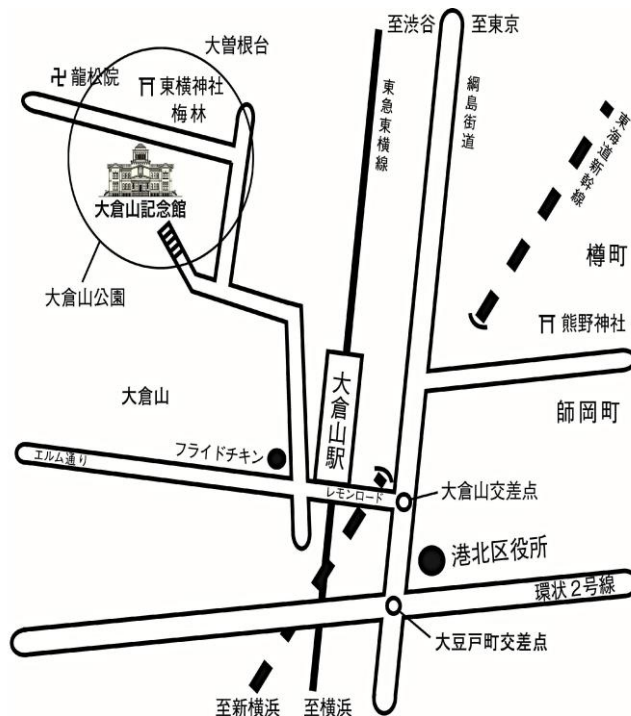 至渋谷
至東京
大曽根台
卍龍松院
東横神社
梅林
東急東横線
綱島街道
東海道新幹線
大倉山記念館
樽町
大倉山公園
熊野神社
大倉山
大倉山駅
師岡町
フライドチキン
エルム通り
レモンロード
大倉山交差点
港北区役所
環状2号線
大豆戸町交差点
至新横浜
至横浜